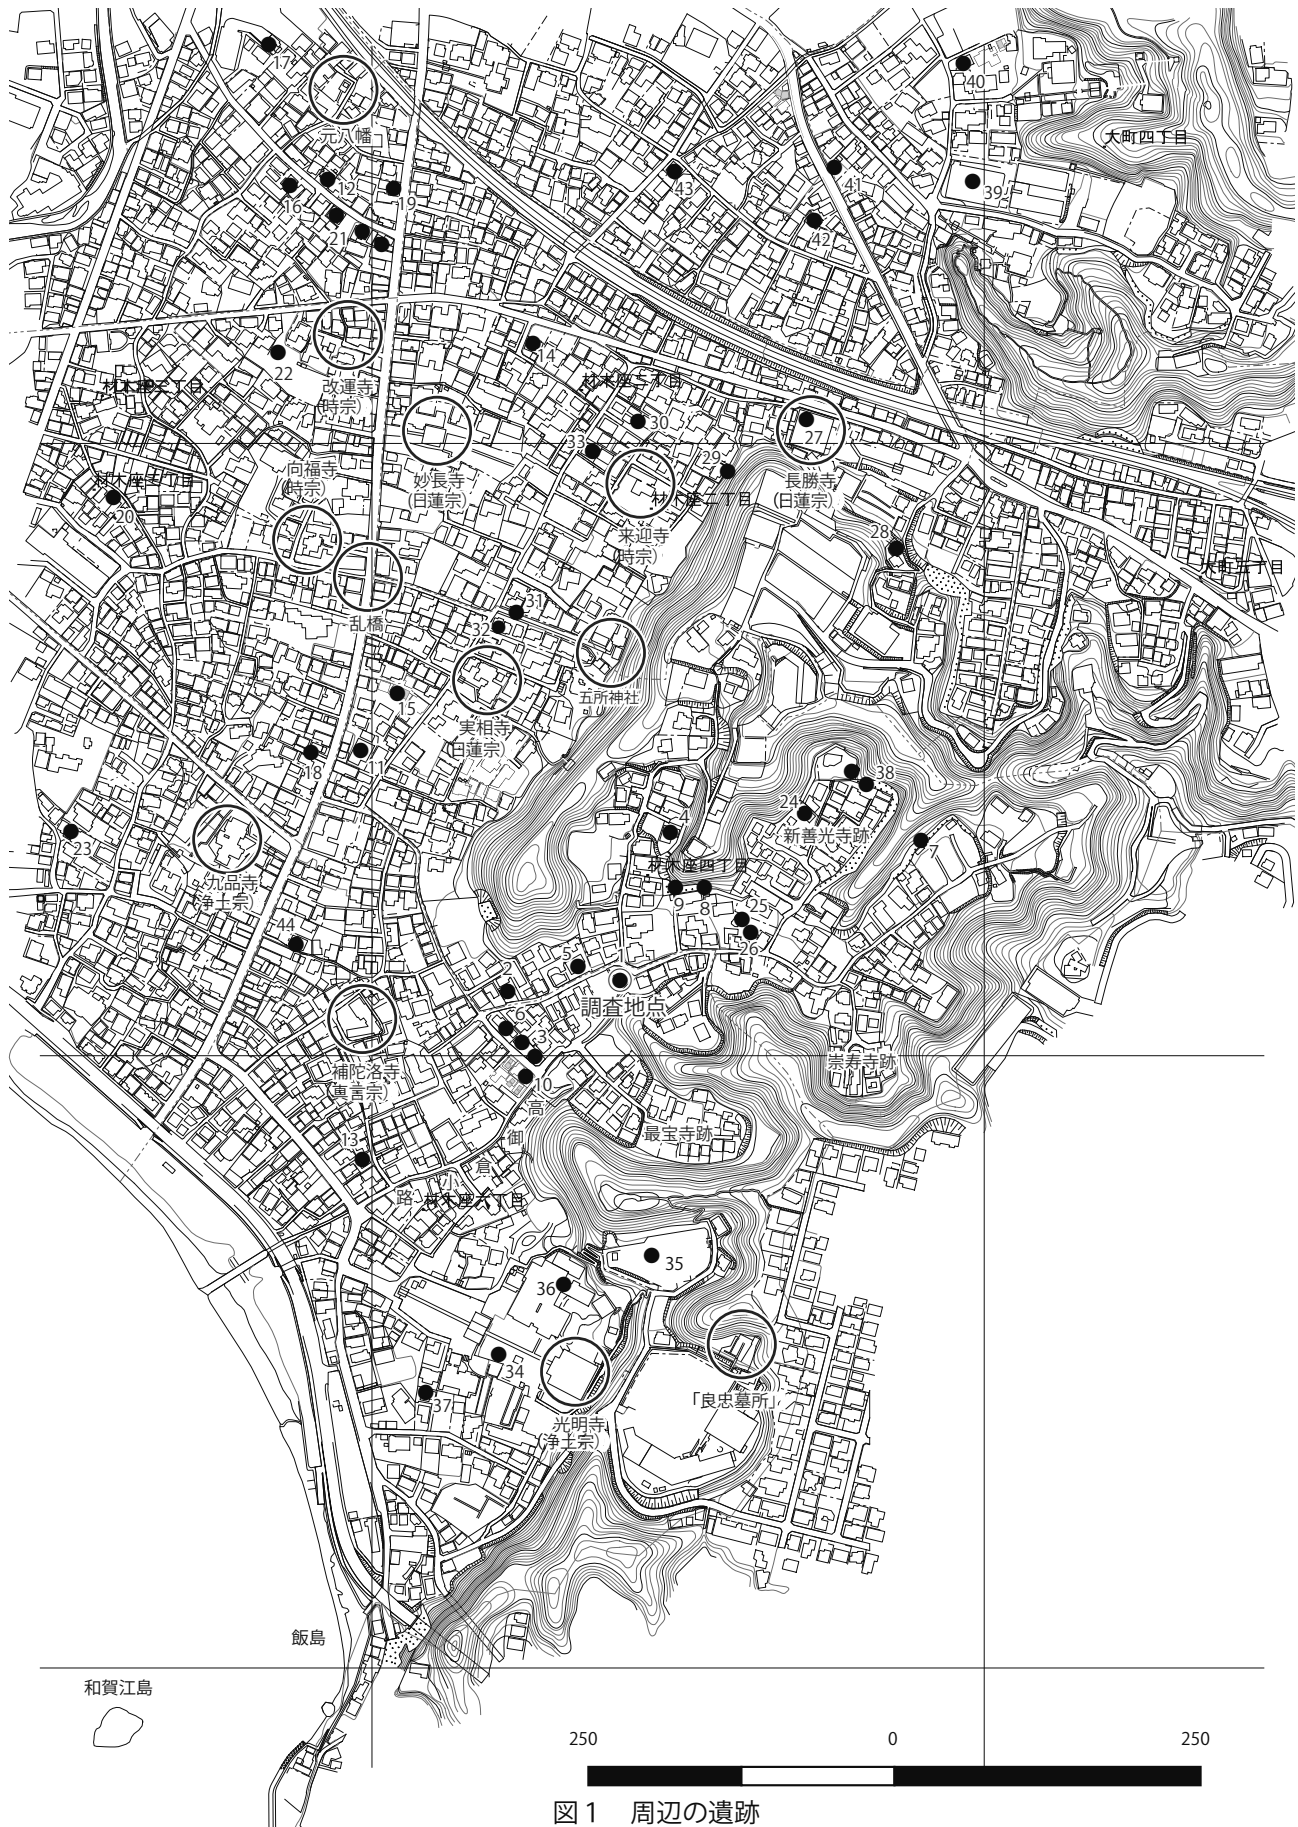 17
40
元八幡
大町四丁目
12
43
41
16
19
39
21
42
14
22
材木座二丁目
改運寺
(時宗)
30
27
33
29
向福寺
(時宗)
妙長寺
(日蓮宗)
長勝寺
(日蓮宗)
材木座五丁目
材木座二丁目
20
来迎寺
(時宗)
28
大町五丁目
31
32
乱橋
五所神社
15
実相寺
(日蓮宗)
18
11
38
24
4
新善光寺跡
23
7
材木座四丁目
九品寺
(浄土宗)
9
8
25
44
26
5
1
2
調査地点
6
3
崇寿寺跡
補陀洛寺
(真言宗)
10
高
御
倉
小
路
最宝寺跡
13
材木座六丁目
35
36
34
37
「良忠墓所」
光明寺
(浄土宗)
飯島
和賀江島
250
0
250
図1 周辺の遺跡